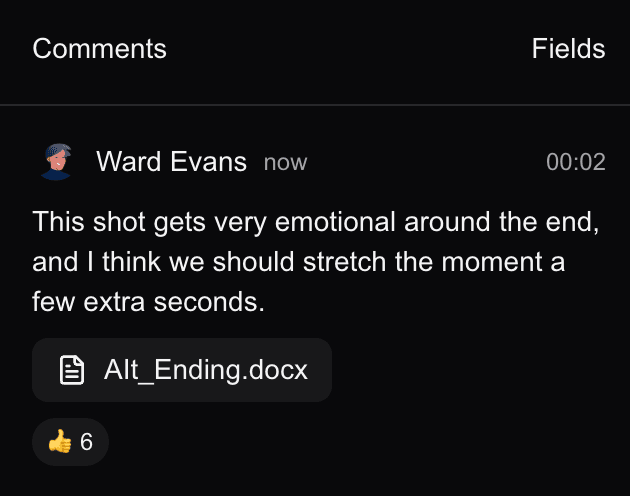 Comments
Fields
Ward Evans now 00:02
This shot gets very emotional around the end,
and I think we should stretch the moment a
few extra seconds.
Alt_Ending.docx
👍 6